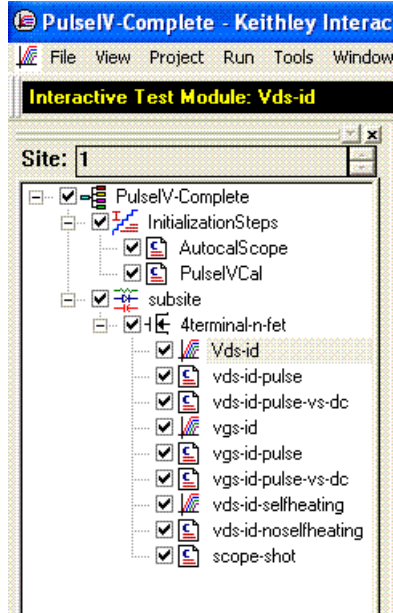 PulseIV-Complete - Keithley Interac
File View Project Run Tools Window
Interactive Test Module: Vds-id
Site: 1
PulseIV-Complete
InitializationSteps
AutocalScope
PulseIVCal
subsite
4terminal-n-fet
Vds-id
vds-id-pulse
vds-id-pulse-vs-dc
vgs-id
vgs-id-pulse
vgs-id-pulse-vs-dc
vds-id-selfheating
vds-id-noselfheating
scope-shot